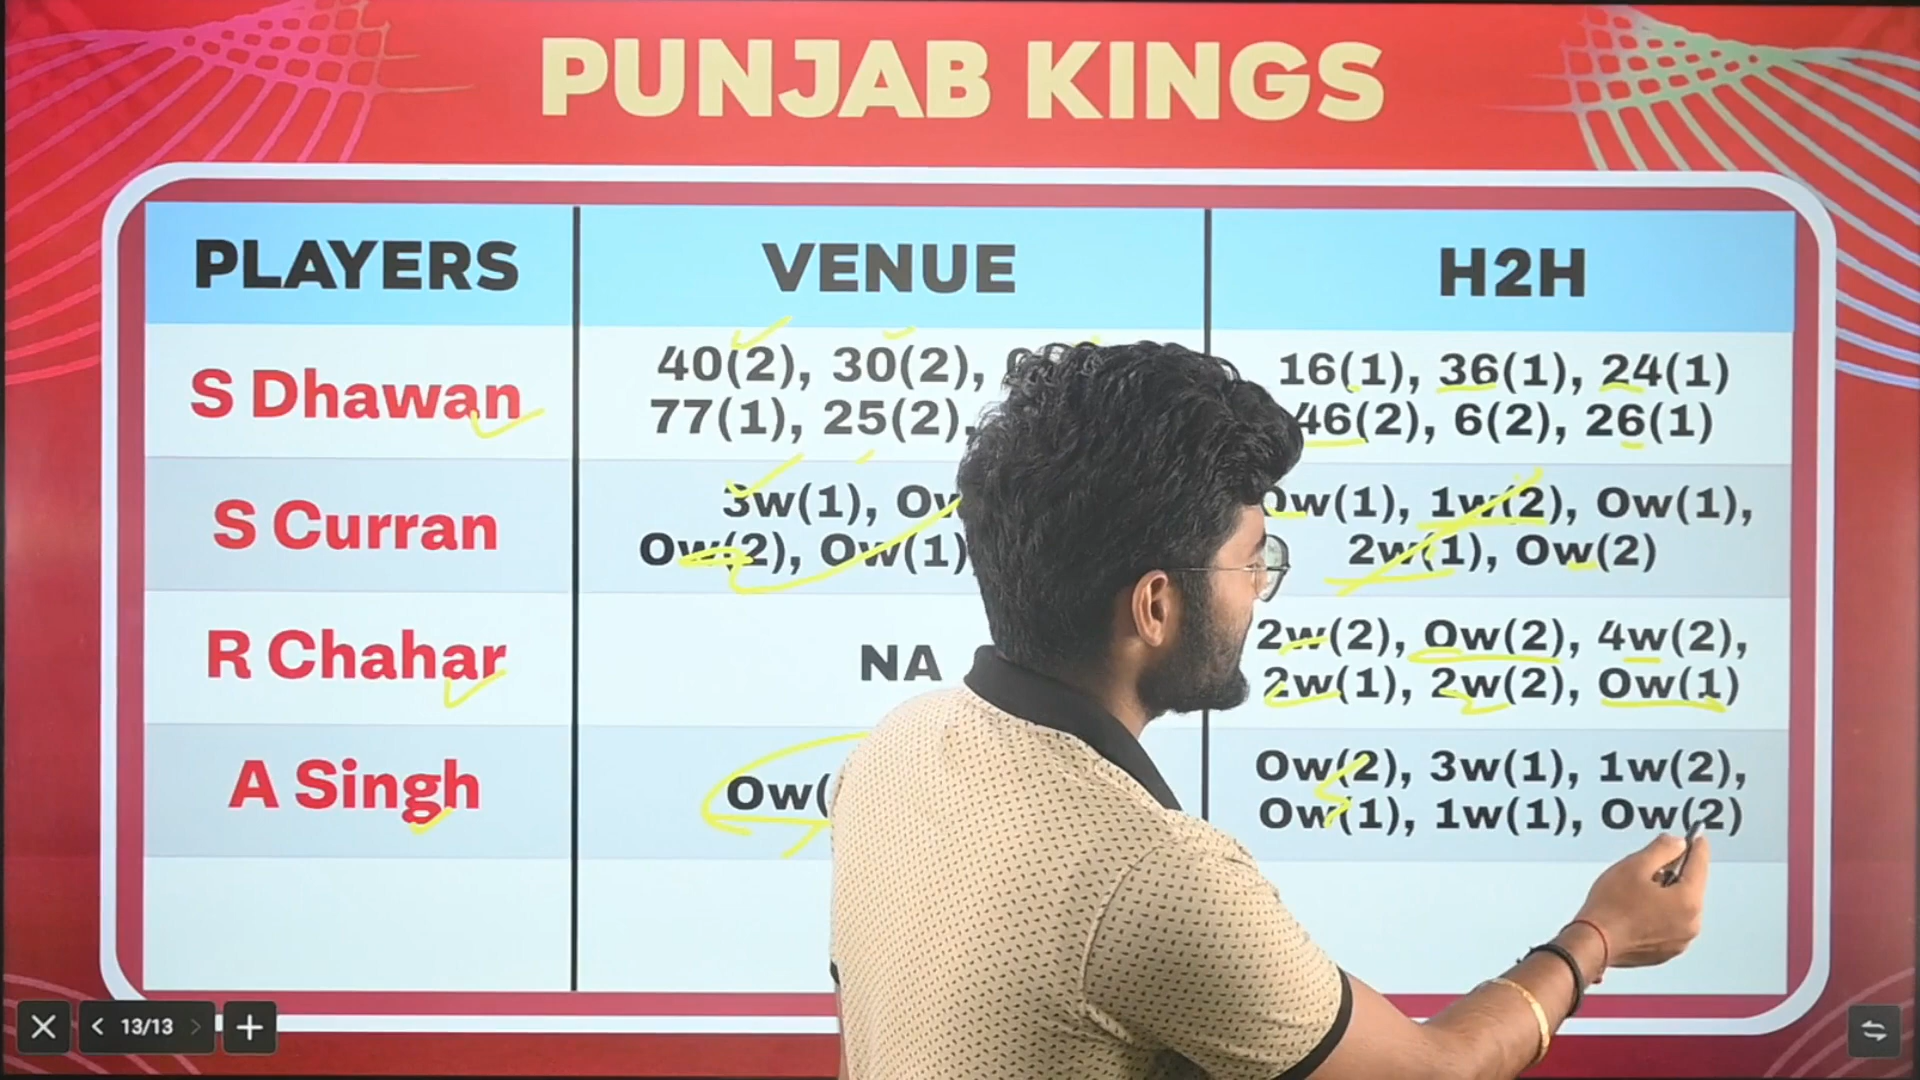 PUNJAB KINGS
PLAYERS VENUE H2H
S Dhawan
40(2), 30(2),
77(1), 25(2),
16(1), 36(1), 24(1)
46(2), 6(2), 26(1)
S Curran
3w(1), 0w
0w(2), 0w(1)
0w(1), 1w(2), 0w(1),
2w(1), 0w(2)
R Chahar
NA
2w(2), 0w(2), 4w(2),
2w(1), 2w(2), 0w(1)
A Singh
0w(
0w(2), 3w(1), 1w(2),
0w(1), 1w(1), 0w(2)
13/13